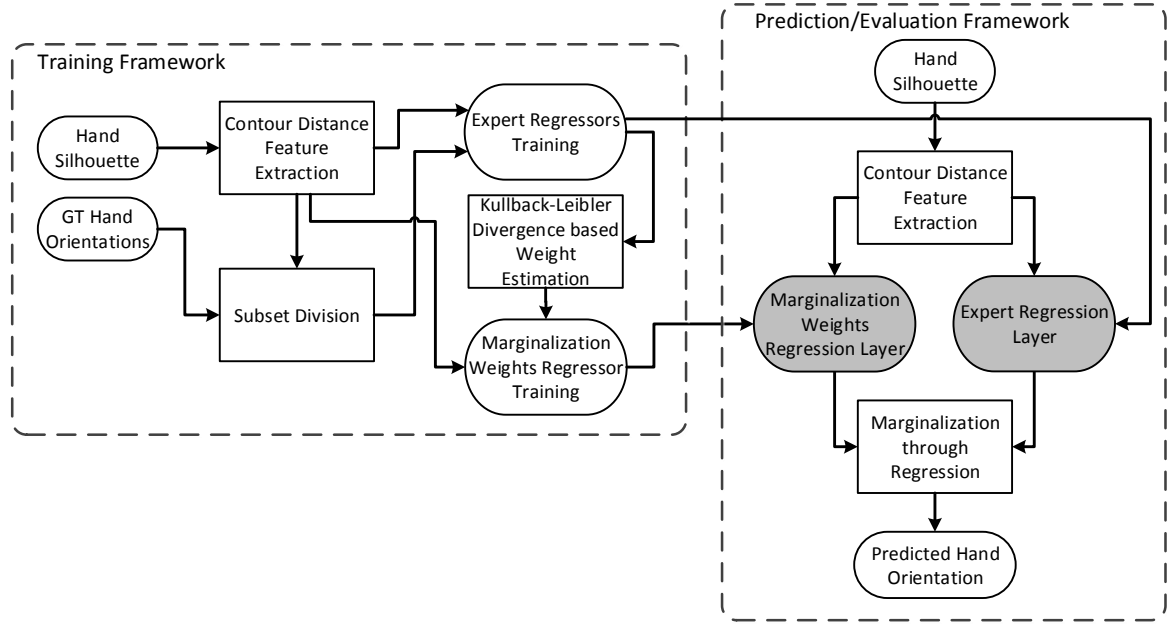 Training Framework
Hand
Silhouette
GT Hand
Orientations
Contour Distance
Feature
Extraction
Subset Division
Expert Regressors
Training
Kullback-Leibler
Divergence based
Weight
Estimation
Marginalization
Weights Regressor
Training
Prediction/Evaluation Framework
Hand
Silhouette
Contour Distance
Feature
Extraction
Marginalization
Weights
Regression Layer
Expert Regression
Layer
Marginalization
through
Regression
Predicted Hand
Orientation